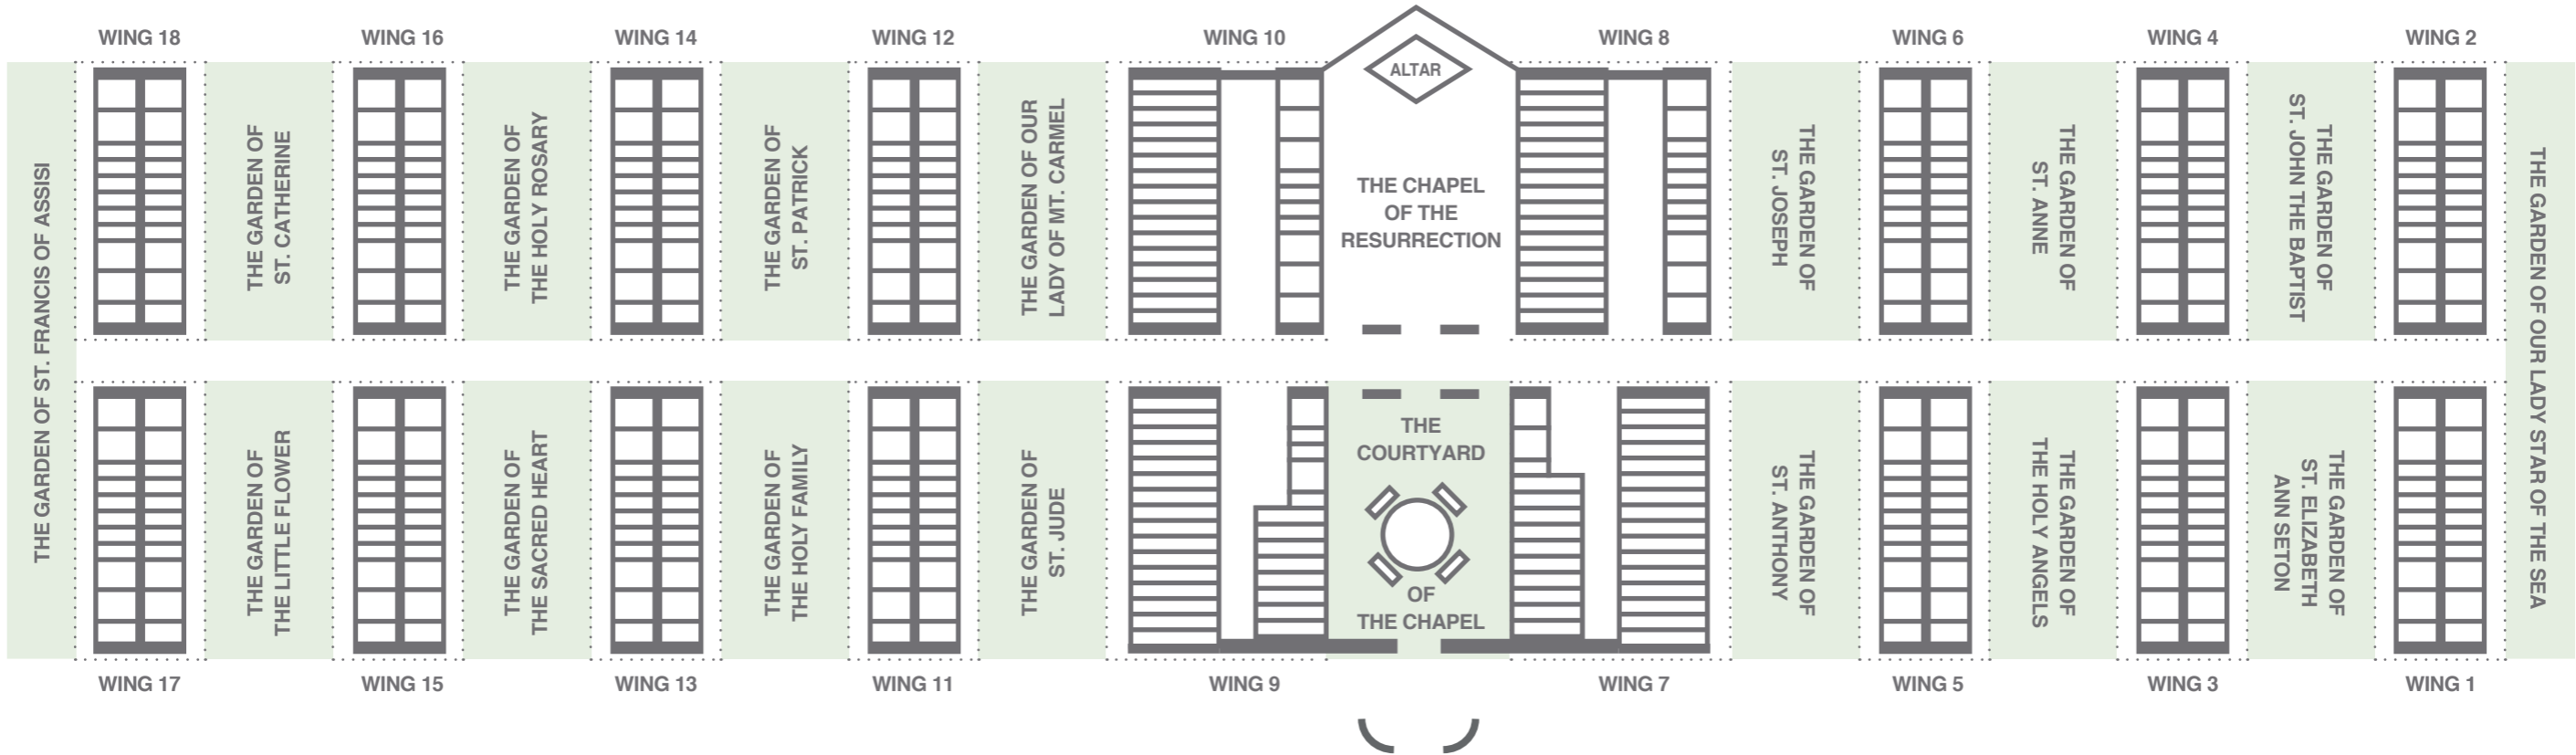 WING 18
WING 16
WING 14
WING 12
WING 10
WING 8
WING 6
WING 4
WING 2
ALTAR
THE GARDEN OF ST. FRANCIS OF ASSISI
THE GARDEN OF
ST. CATHERINE
THE GARDEN OF
THE HOLY ROSARY
THE GARDEN OF
ST. PATRICK
THE GARDEN OF OUR
LADY OF MT. CARMEL
THE CHAPEL
OF THE
RESURRECTION
THE GARDEN OF
ST. JOSEPH
THE GARDEN OF
ST. ANNE
THE GARDEN OF
ST. JOHN THE BAPTIST
THE GARDEN OF OUR LADY STAR OF THE SEA
THE GARDEN OF
THE LITTLE FLOWER
THE GARDEN OF
THE SACRED HEART
THE GARDEN OF
THE HOLY FAMILY
THE GARDEN OF
ST. JUDE
THE
COURTYARD
OF
THE CHAPEL
THE GARDEN OF
ST. ANTHONY
THE GARDEN OF
THE HOLY ANGELS
THE GARDEN OF
ST. ELIZABETH
ANN SETON
WING 17
WING 15
WING 13
WING 11
WING 9
WING 7
WING 5
WING 3
WING 1